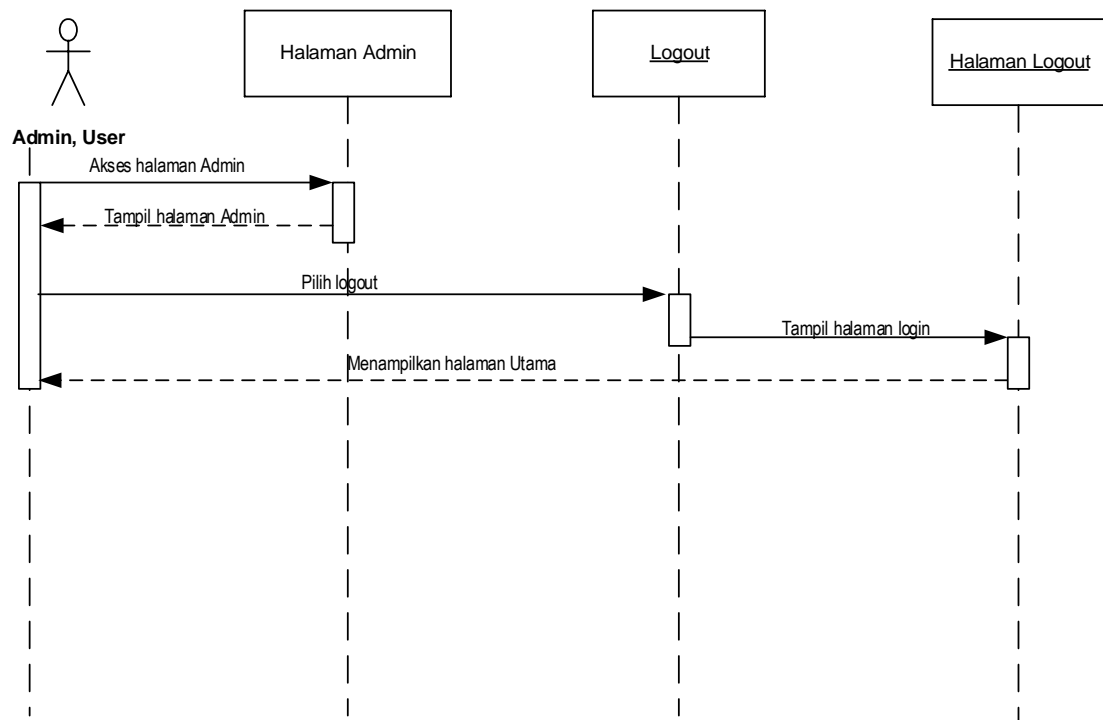 Halaman Admin
Logout
Halaman Logout
Admin, User
Akses halaman Admin
Tampil halaman Admin
Pilih logout
Tampil halaman login
Menampilkan halaman Utama